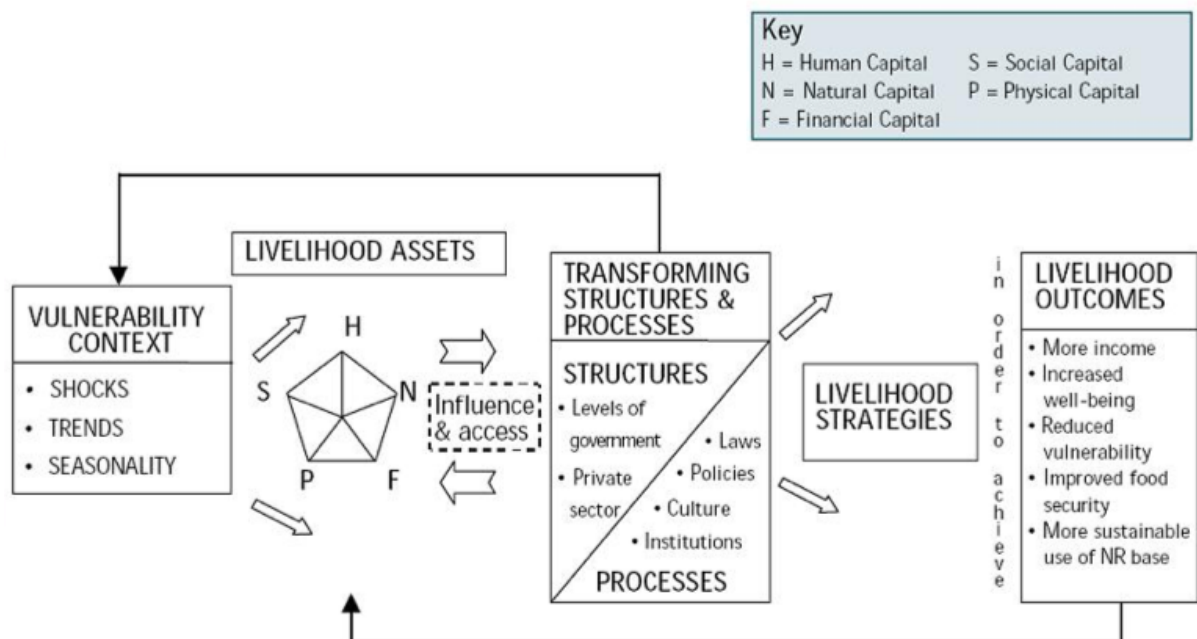 Key
H = Human Capital S = Social Capital
N = Natural Capital P = Physical Capital
F = Financial Capital
LIVELIHOOD ASSETS
VULNERABILITY
CONTEXT
• SHOCKS
• TRENDS
• SEASONALITY
H
S
N
P
F
Influence
& access
TRANSFORMING
STRUCTURES &
PROCESSES
STRUCTURES
• Levels of
government
• Private
sector
• Laws
• Policies
• Culture
• Institutions
PROCESSES
LIVELIHOOD
STRATEGIES
in order to achieve
LIVELIHOOD
OUTCOMES
• More income
• Increased
well-being
• Reduced
vulnerability
• Improved food
security
• More sustainable
use of NR base